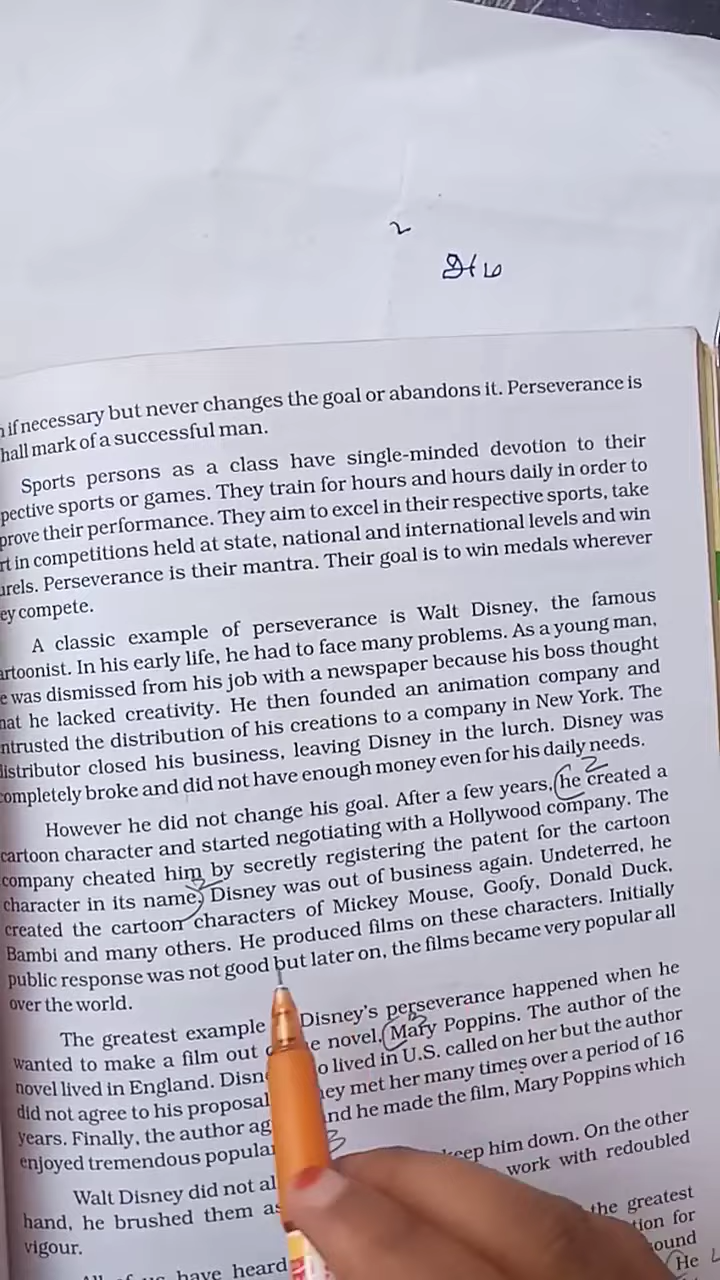 if necessary but never changes the goal or abandons it. Perseverance is
hall mark of a successful man.
Sports persons as a class have single-minded devotion to their
pective sports or games. They train for hours and hours daily in order to
prove their performance. They aim to excel in their respective sports, take
rt in competitions held at state, national and international levels and win
urels. Perseverance is their mantra. Their goal is to win medals wherever
ey compete.
A classic example of perseverance is Walt Disney, the famous
artoonist. In his early life, he had to face many problems. As a young man,
e was dismissed from his job with a newspaper because his boss thought
hat he lacked creativity. He then founded an animation company and
ntrusted the distribution of his creations to a company in New York. The
distributor closed his business, leaving Disney in the lurch. Disney was
completely broke and did not have enough money even for his daily needs.
However he did not change his goal. After a few years, he created a
cartoon character and started negotiating with a Hollywood company. The
company cheated him by secretly registering the patent for the cartoon
character in its name. Disney was out of business again. Undeterred, he
created the cartoon characters of Mickey Mouse, Goofy, Donald Duck,
Bambi and many others. He produced films on these characters. Initially
public response was not good but later on, the films became very popular all
over the world.
The greatest example Disney's perseverance happened when he
wanted to make a film out novel, Mary Poppins. The author of the
novel lived in England. Disn o lived in U.S. called on her but the author
did not agree to his proposal ey met her many times over a period of 16
years. Finally, the author ag nd he made the film, Mary Poppins which
enjoyed tremendous popula
Walt Disney did not al keep him down. On the other
hand, he brushed them as work with redoubled
vigour.
have heard the greatest
tion for
ound
He